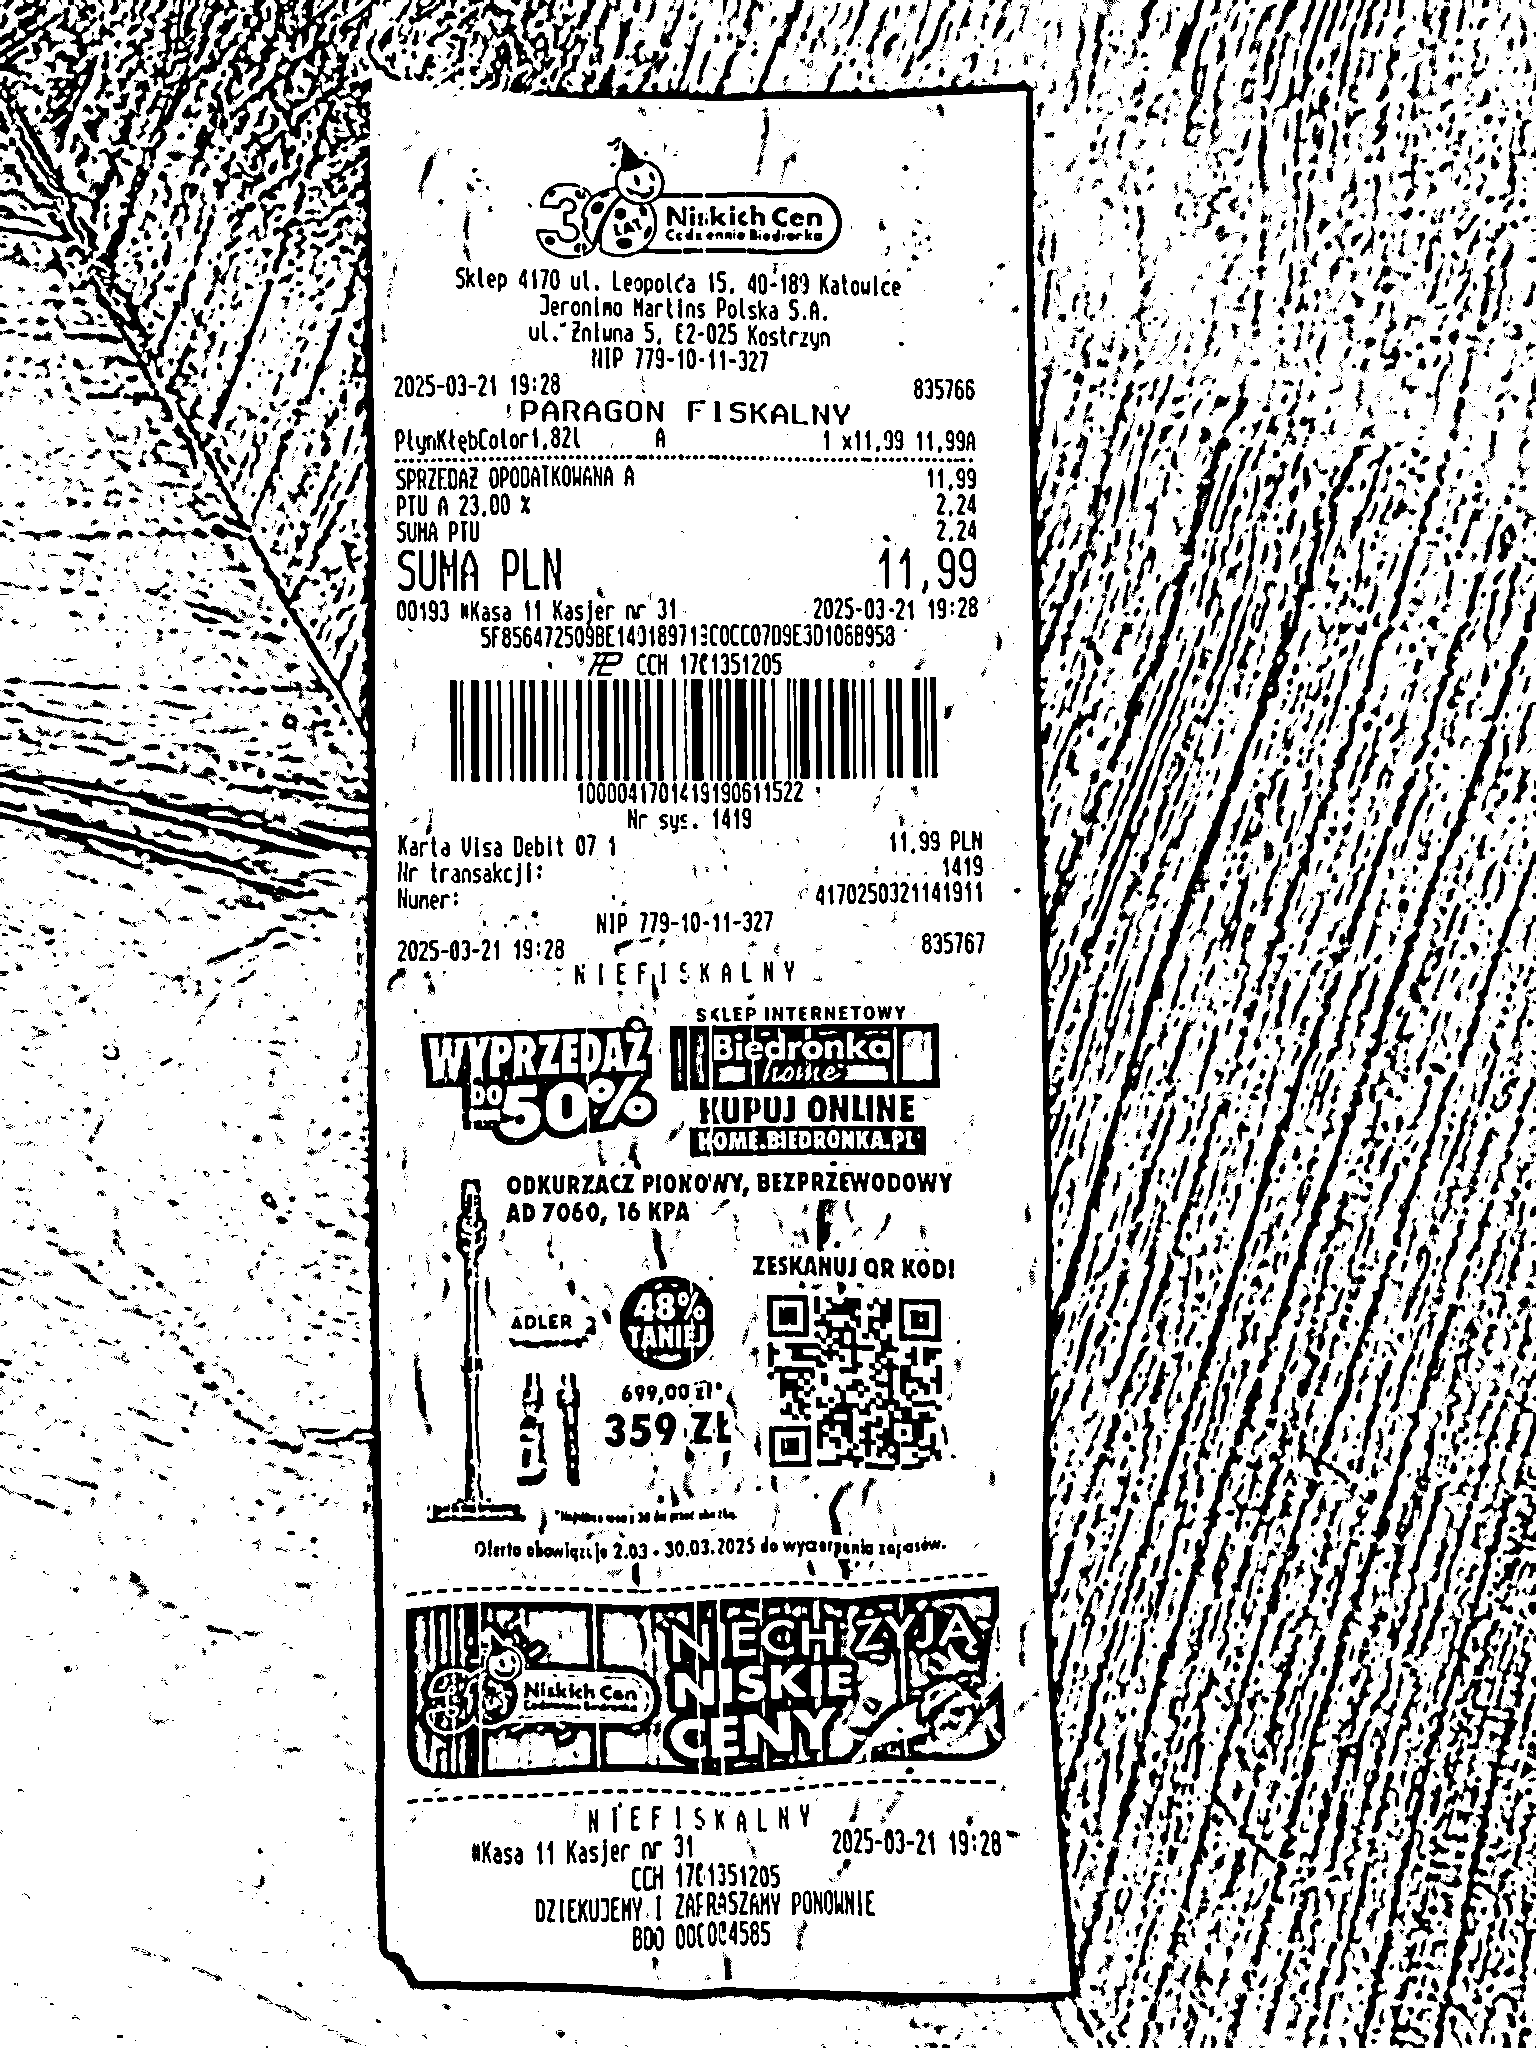 30 LAT Niskich Cen
Codziennie Biedronka
Sklep 4170 ul. Leopolda 15, 40-189 Katowice
Jeronimo Martins Polska S.A.
ul. Żniwna 5, 62-025 Kostrzyn
NIP 779-10-11-327
2025-03-21 19:28 835766
PARAGON FISKALNY
PłynKłębColor1,82l A 1 x11,99 11,99A
SPRZEDAŻ OPODATKOWANA A 11,99
PTU A 23,00 % 2,24
SUMA PTU 2,24
SUMA PLN 11,99
00193 #Kasa 11 Kasjer nr 31 2025-03-21 19:28
CCH 1701351205
1000041701419190611522
Nr sys. 1419
Karta Visa Debit 07 1 11,99 PLN
Nr transakcji: 1419
Numer: 4170250321141911
NIP 779-10-11-327
2025-03-21 19:28 835767
NIEFISKALNY
WYPRZEDAŻ
DO 50%
SKLEP INTERNETOWY
Biedronka
home
KUPUJ ONLINE
HOME.BIEDRONKA.PL
ODKURZACZ PIONOWY, BEZPRZEWODOWY
AD 7060, 16 KPA
ZESKANUJ QR KOD!
ADLER
48%
TANIEJ
699,00 zł*
359 ZŁ
Oferta obowiązuje 2.03 - 30.03.2025 do wyczerpania zapasów.
NIECH ŻYJĄ
NISKIE
CENY
Niskich Cen
Codziennie Biedronka
NIEFISKALNY
#Kasa 11 Kasjer nr 31 2025-03-21 19:28
CCH 1701351205
DZIEKUJEMY I ZAPRASZAMY PONOWNIE
BDO 000004585